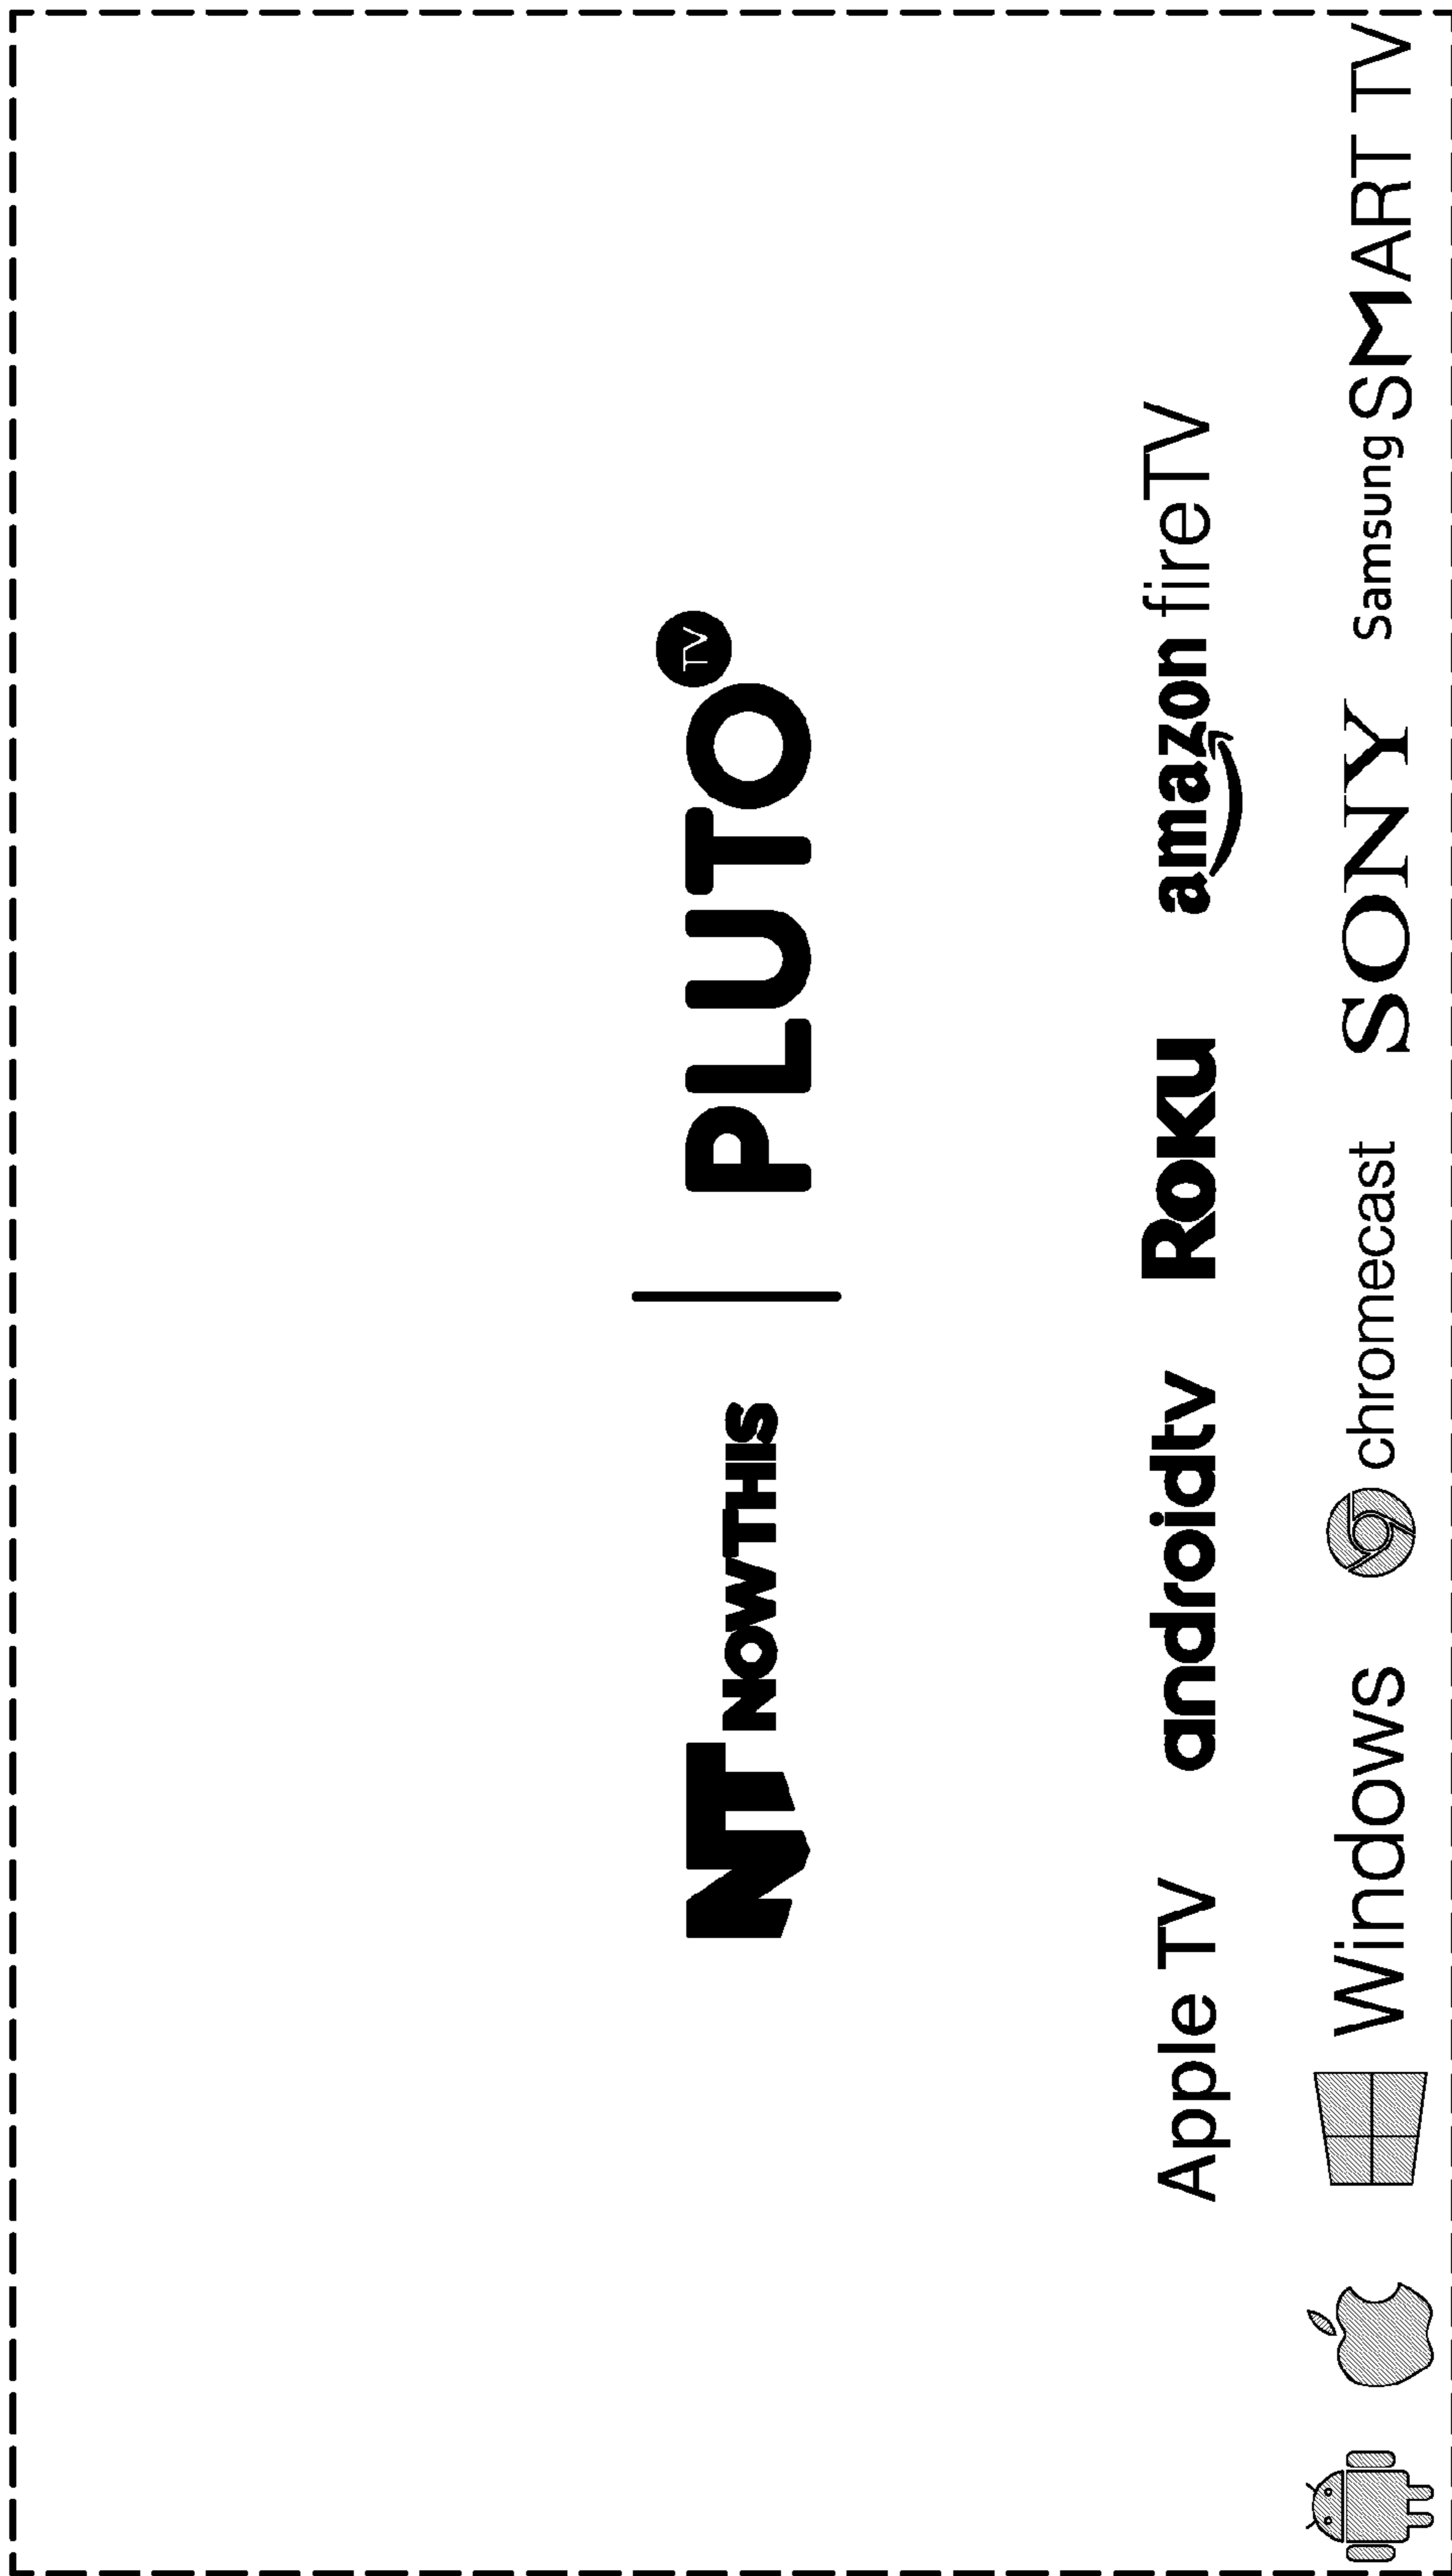 NT NOWTHIS | PLUTO TV
Apple TV androidtv Roku amazon fireTV
Windows chromecast SONY Samsung SMART TV